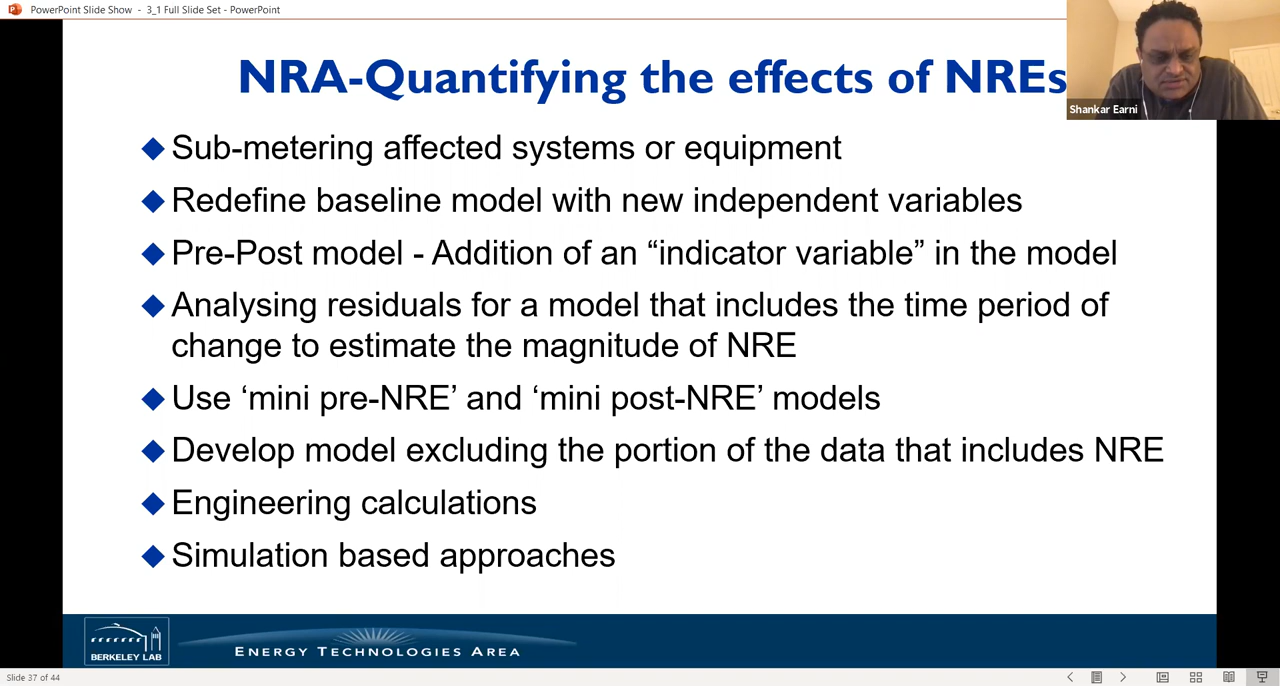 PowerPoint Slide Show - 3_1 Full Slide Set - PowerPoint
Shankar Earni
NRA-Quantifying the effects of NREs
Sub-metering affected systems or equipment
Redefine baseline model with new independent variables
Pre-Post model - Addition of an “indicator variable” in the model
Analysing residuals for a model that includes the time period of
change to estimate the magnitude of NRE
Use ‘mini pre-NRE’ and ‘mini post-NRE’ models
Develop model excluding the portion of the data that includes NRE
Engineering calculations
Simulation based approaches
BERKELEY LAB
ENERGY TECHNOLOGIES AREA
Slide 37 of 44